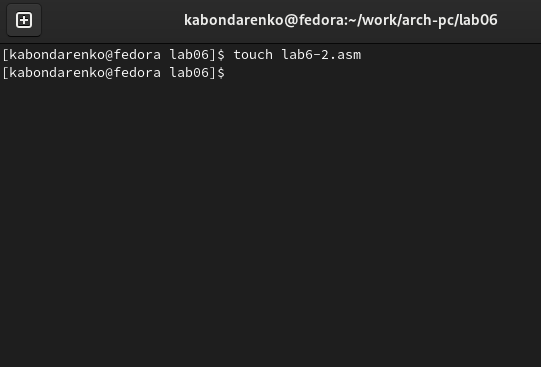 kabondarenko@fedora:~/work/arch-pc/lab06
[kabondarenko@fedora lab06]$ touch lab6-2.asm
[kabondarenko@fedora lab06]$